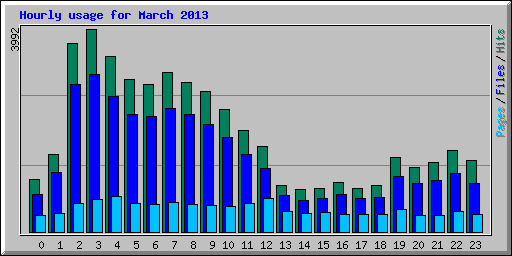 Hourly usage for March 2013
3992
Pages / Files / Hits
0 1 2 3 4 5 6 7 8 9 10 11 12 13 14 15 16 17 18 19 20 21 22 23